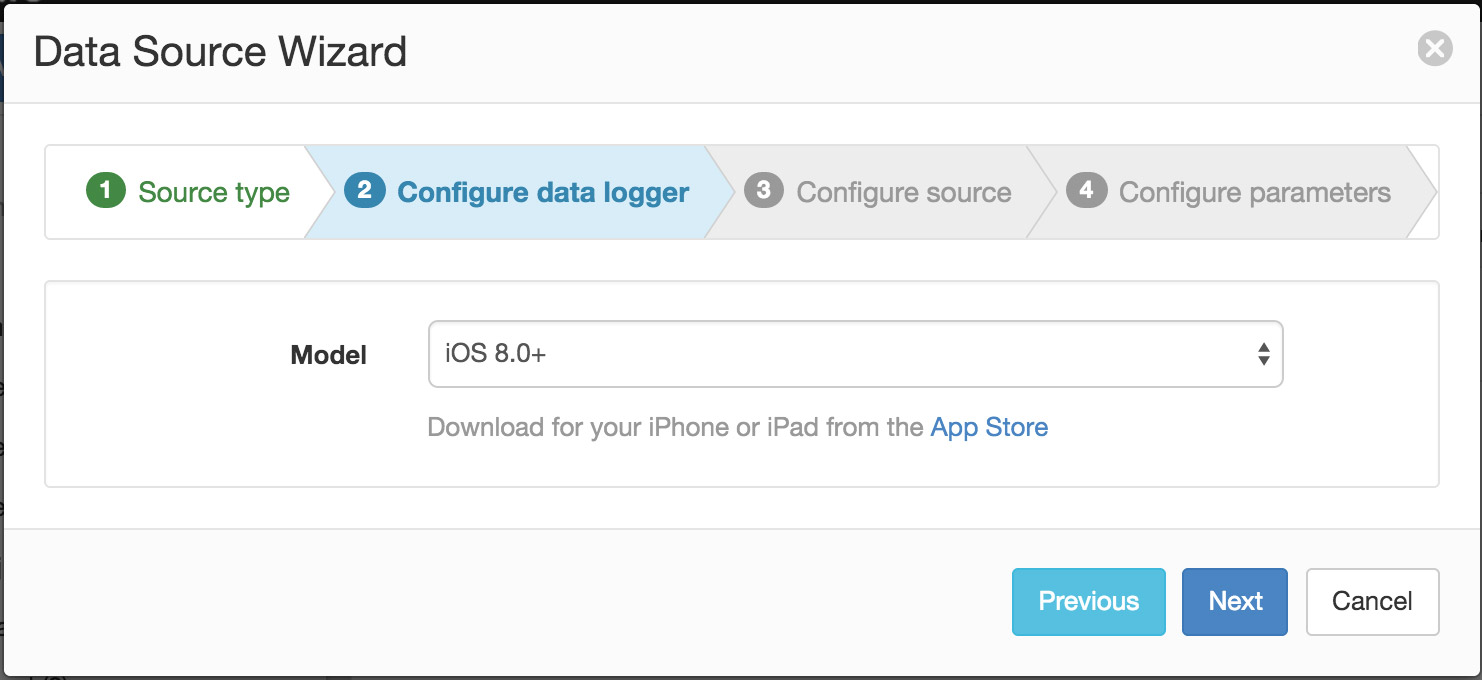 Data Source Wizard
1 Source type 2 Configure data logger 3 Configure source 4 Configure parameters
Model iOS 8.0+
Download for your iPhone or iPad from the App Store
Previous Next Cancel